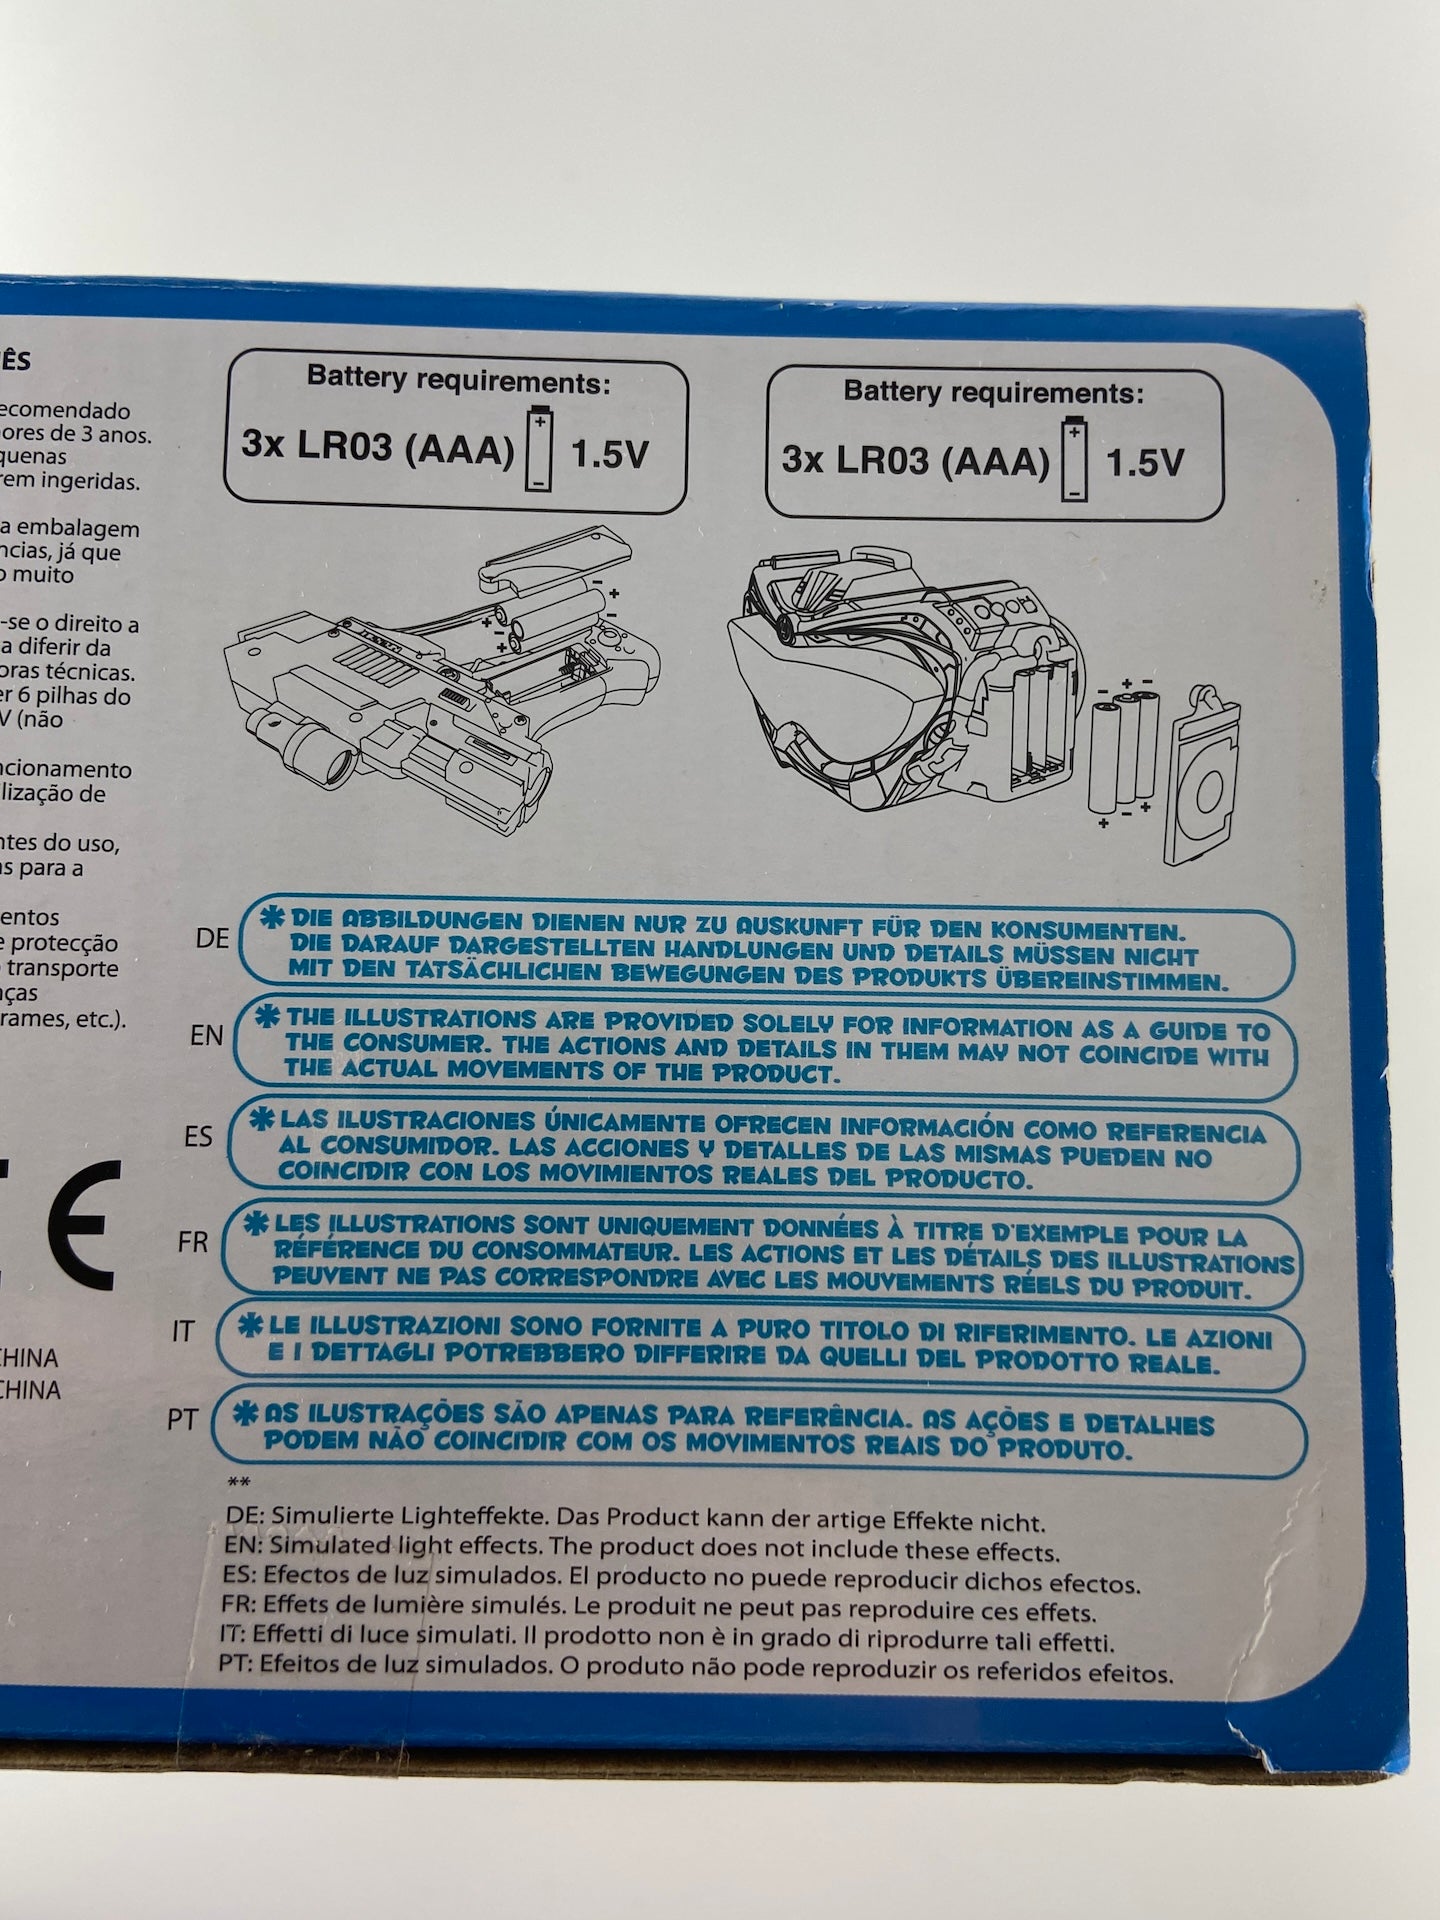 ÊS
ecomendado
ores de 3 anos.
quenas
rem ingeridas.
a embalagem
ncias, já que
o muito
-se o direito a
a diferir da
oras técnicas.
er 6 pilhas do
V (não
ncionamento
lização de
ntes do uso,
as para a
entos
e protecção
transporte
nças
rames, etc.).
CE
CHINA
CHINA
Battery requirements:
3x LR03 (AAA) + - 1.5V
Battery requirements:
3x LR03 (AAA) + - 1.5V
DE * DIE ABBILDUNGEN DIENEN NUR ZU AUSKUNFT FÜR DEN KONSUMENTEN.
DIE DARAUF DARGESTELLTEN HANDLUNGEN UND DETAILS MÜSSEN NICHT
MIT DEN TATSÄCHLICHEN BEWEGUNGEN DES PRODUKTS ÜBEREINSTIMMEN.
EN * THE ILLUSTRATIONS ARE PROVIDED SOLELY FOR INFORMATION AS A GUIDE TO
THE CONSUMER. THE ACTIONS AND DETAILS IN THEM MAY NOT COINCIDE WITH
THE ACTUAL MOVEMENTS OF THE PRODUCT.
ES * LAS ILUSTRACIONES ÚNICAMENTE OFRECEN INFORMACIÓN COMO REFERENCIA
AL CONSUMIDOR. LAS ACCIONES Y DETALLES DE LAS MISMAS PUEDEN NO
COINCIDIR CON LOS MOVIMIENTOS REALES DEL PRODUCTO.
FR * LES ILLUSTRATIONS SONT UNIQUEMENT DONNÉES À TITRE D'EXEMPLE POUR LA
RÉFÉRENCE DU CONSOMMATEUR. LES ACTIONS ET LES DÉTAILS DES ILLUSTRATIONS
PEUVENT NE PAS CORRESPONDRE AVEC LES MOUVEMENTS RÉELS DU PRODUIT.
IT * LE ILLUSTRAZIONI SONO FORNITE A PURO TITOLO DI RIFERIMENTO. LE AZIONI
E I DETTAGLI POTREBBERO DIFFERIRE DA QUELLI DEL PRODOTTO REALE.
PT * AS ILUSTRAÇÕES SÃO APENAS PARA REFERÊNCIA. AS AÇÕES E DETALHES
PODEM NÃO COINCIDIR COM OS MOVIMENTOS REAIS DO PRODUTO.
**
DE: Simulierte Lighteffekte. Das Product kann der artige Effekte nicht.
EN: Simulated light effects. The product does not include these effects.
ES: Efectos de luz simulados. El producto no puede reproducir dichos efectos.
FR: Effets de lumière simulés. Le produit ne peut pas reproduire ces effets.
IT: Effetti di luce simulati. Il prodotto non è in grado di riprodurre tali effetti.
PT: Efeitos de luz simulados. O produto não pode reproduzir os referidos efeitos.